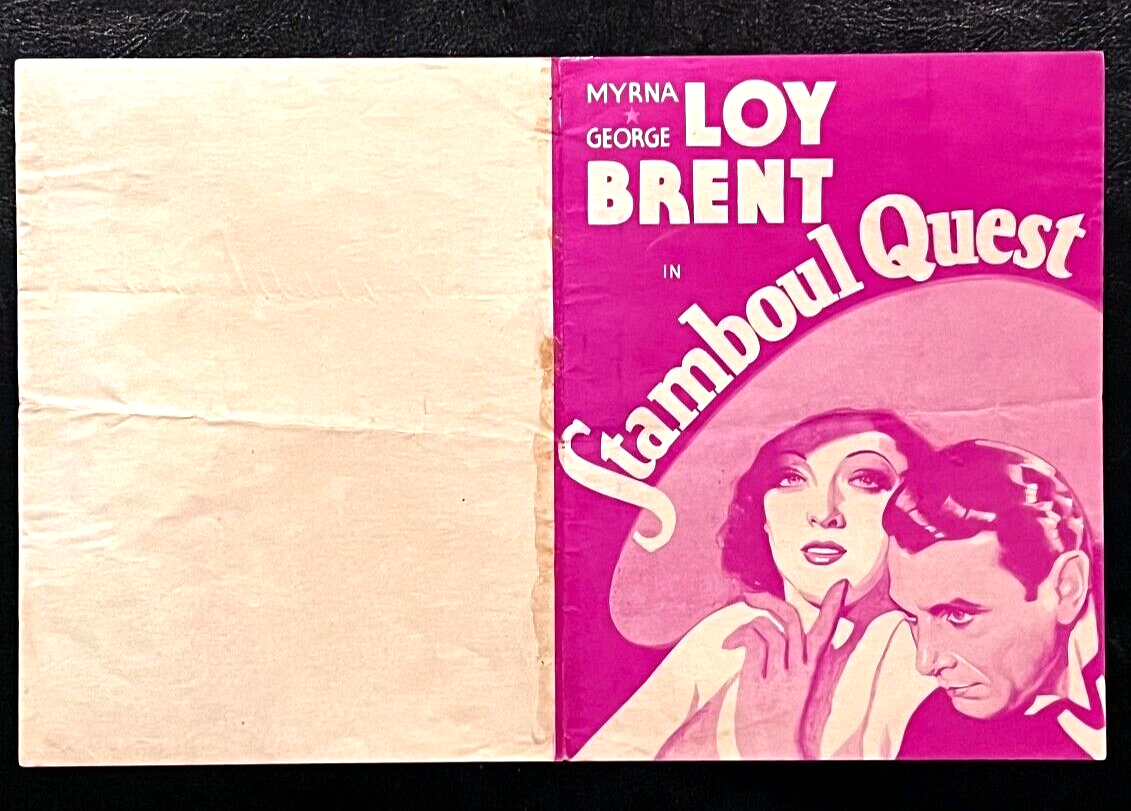 MYRNA LOY
GEORGE BRENT
IN
Stamboul Quest